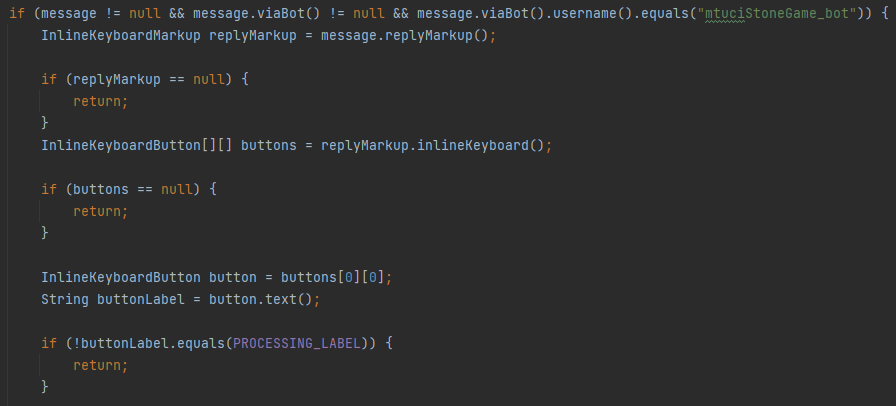 if (message != null && message.viaBot() != null && message.viaBot().username().equals("mtuciStoneGame_bot")) {
    InlineKeyboardMarkup replyMarkup = message.replyMarkup();

    if (replyMarkup == null) {
        return;
    }
    InlineKeyboardButton[][] buttons = replyMarkup.inlineKeyboard();

    if (buttons == null) {
        return;
    }

    InlineKeyboardButton button = buttons[0][0];
    String buttonLabel = button.text();

    if (!buttonLabel.equals(PROCESSING_LABEL)) {
        return;
    }